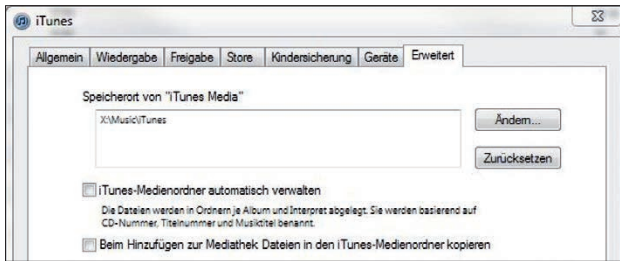 iTunes
Allgemein Wiedergabe Freigabe Store Kindersicherung Geräte Erweitert
Speicherort von "iTunes Media"
X:\Music\iTunes
Ändern...
Zurücksetzen
iTunes-Medienordner automatisch verwalten
Die Dateien werden in Ordnern je Album und Interpret abgelegt. Sie werden basierend auf
CD-Nummer, Titelnummer und Musiktitel benannt.
Beim Hinzufügen zur Mediathek Dateien in den iTunes-Medienordner kopieren